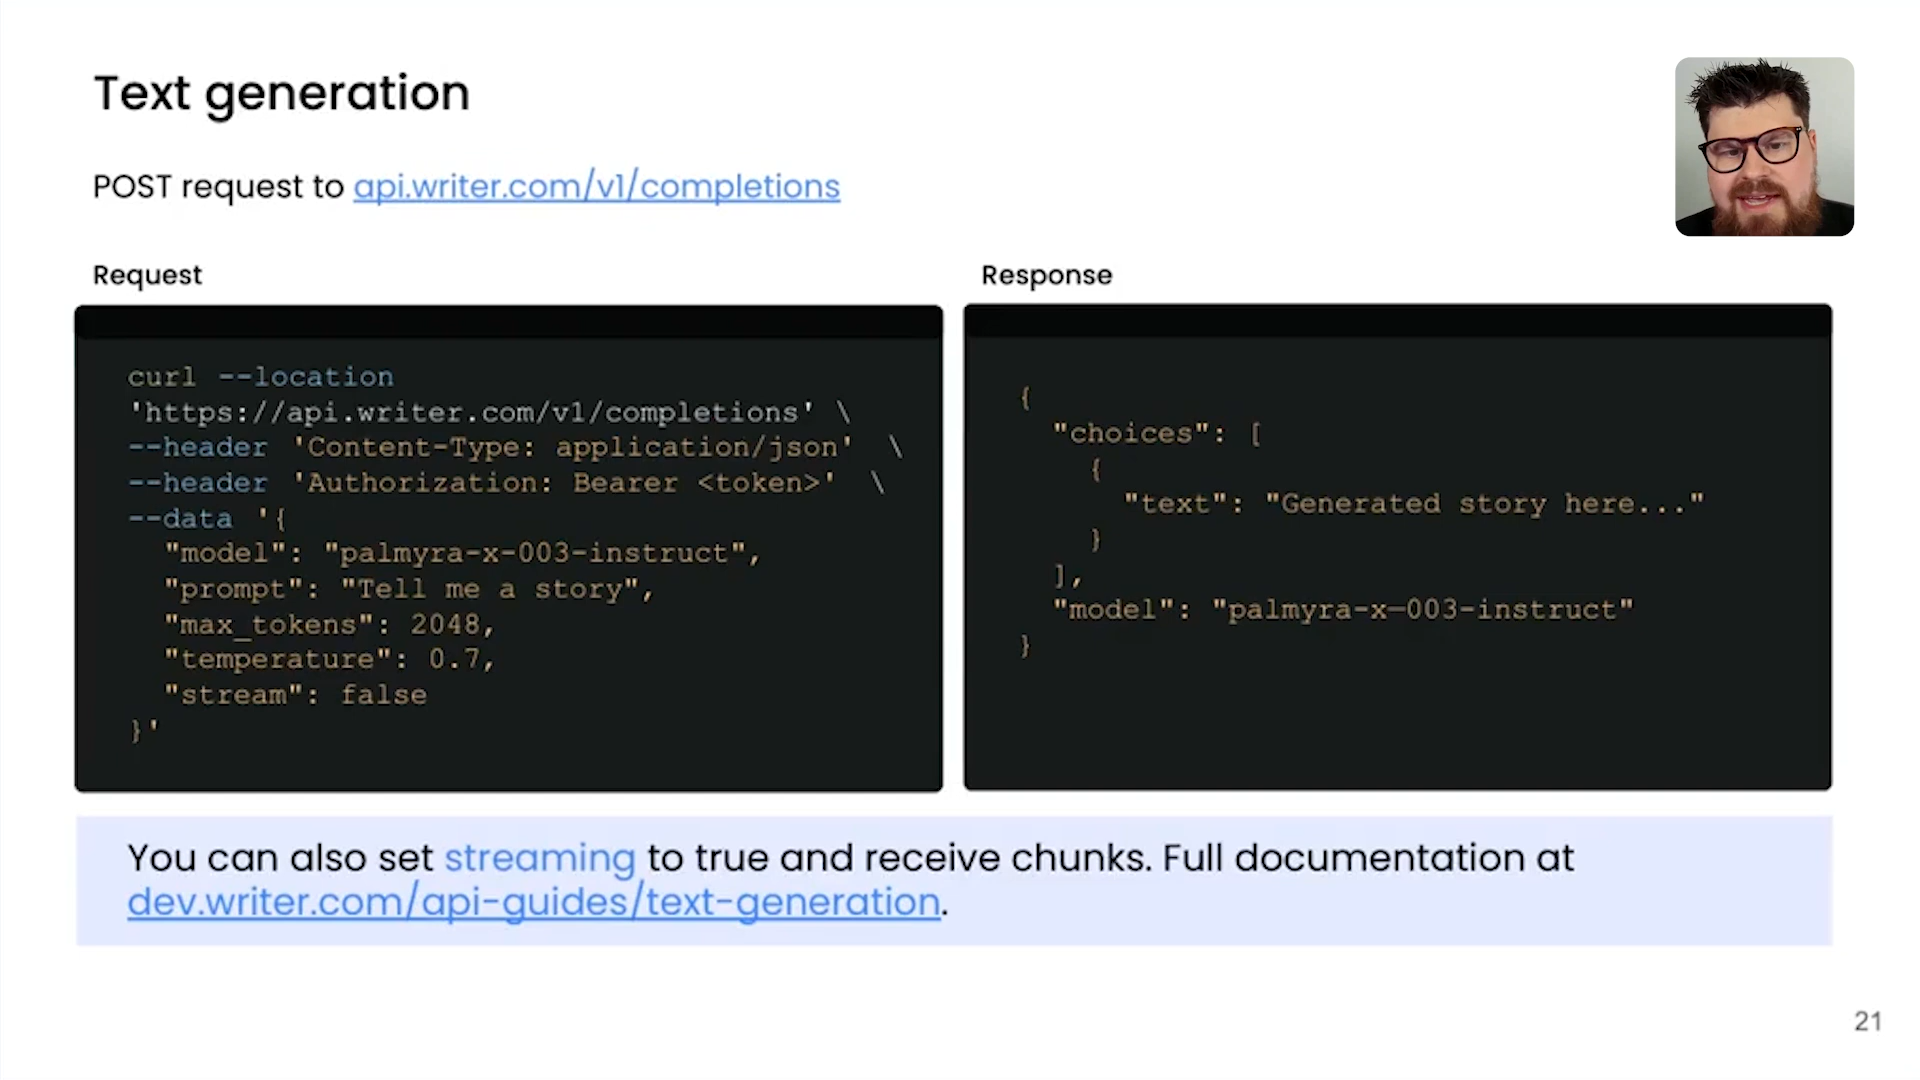 Text generation
POST request to api.writer.com/v1/completions
Request
curl --location
'https://api.writer.com/v1/completions' \
--header 'Content-Type: application/json' \
--header 'Authorization: Bearer <token>' \
--data '{
"model": "palmyra-x-003-instruct",
"prompt": "Tell me a story",
"max_tokens": 2048,
"temperature": 0.7,
"stream": false
}'
Response
{
"choices": [
{
"text": "Generated story here..."
}
],
"model": "palmyra-x-003-instruct"
}
You can also set streaming to true and receive chunks. Full documentation at
dev.writer.com/api-guides/text-generation.
21